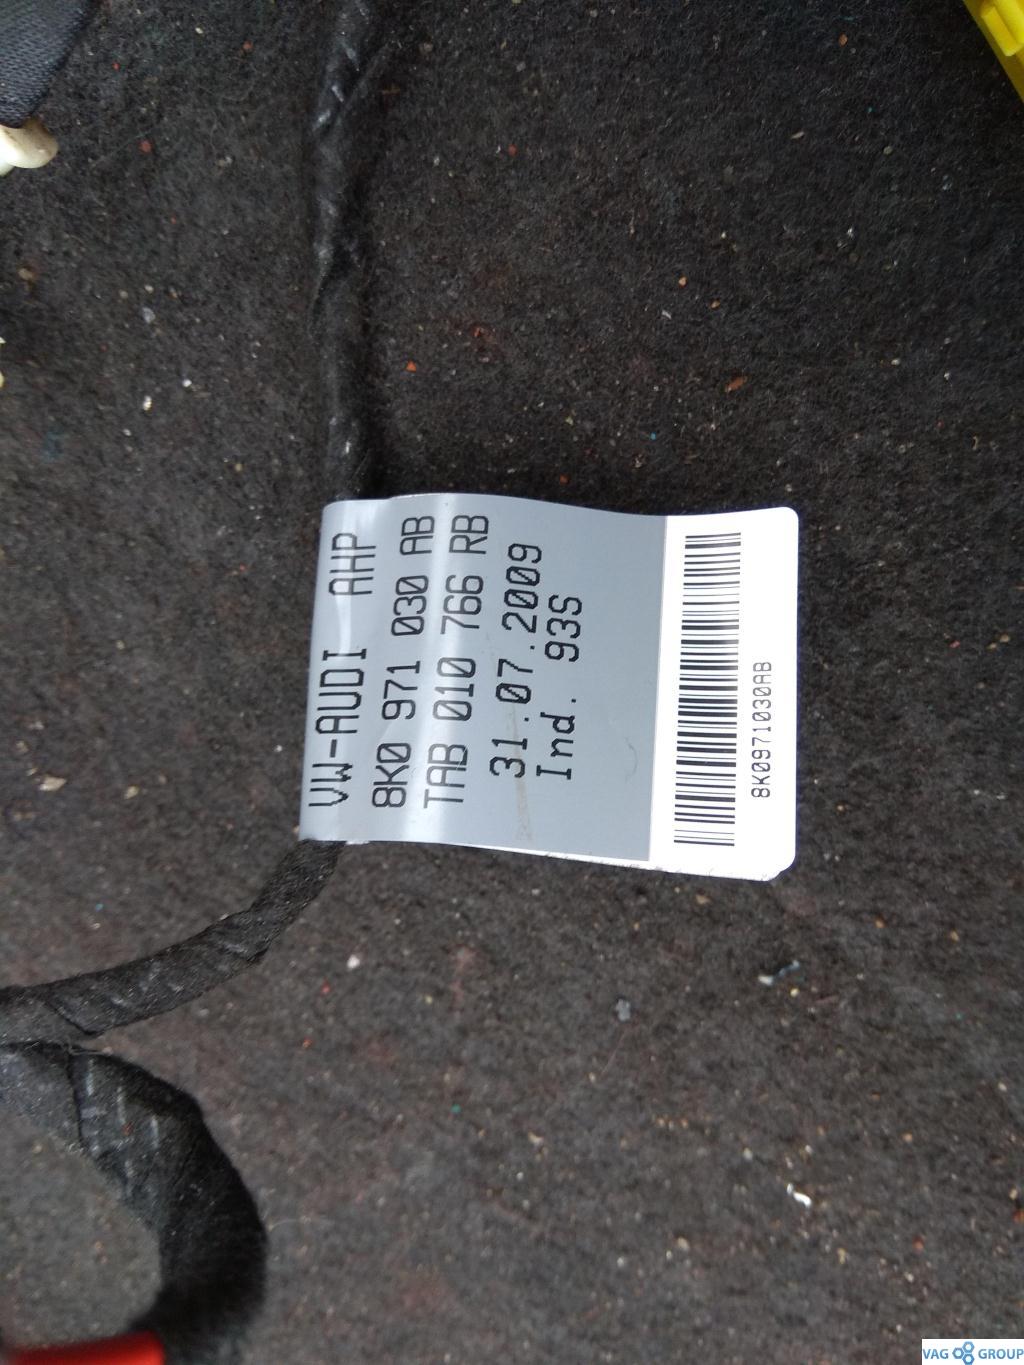 VW-AUDI AHP
8K0 971 030 AB
TAB 010 766 RB
31.07.2009
Ind. 93S
8K0971030AB
VAG GROUP